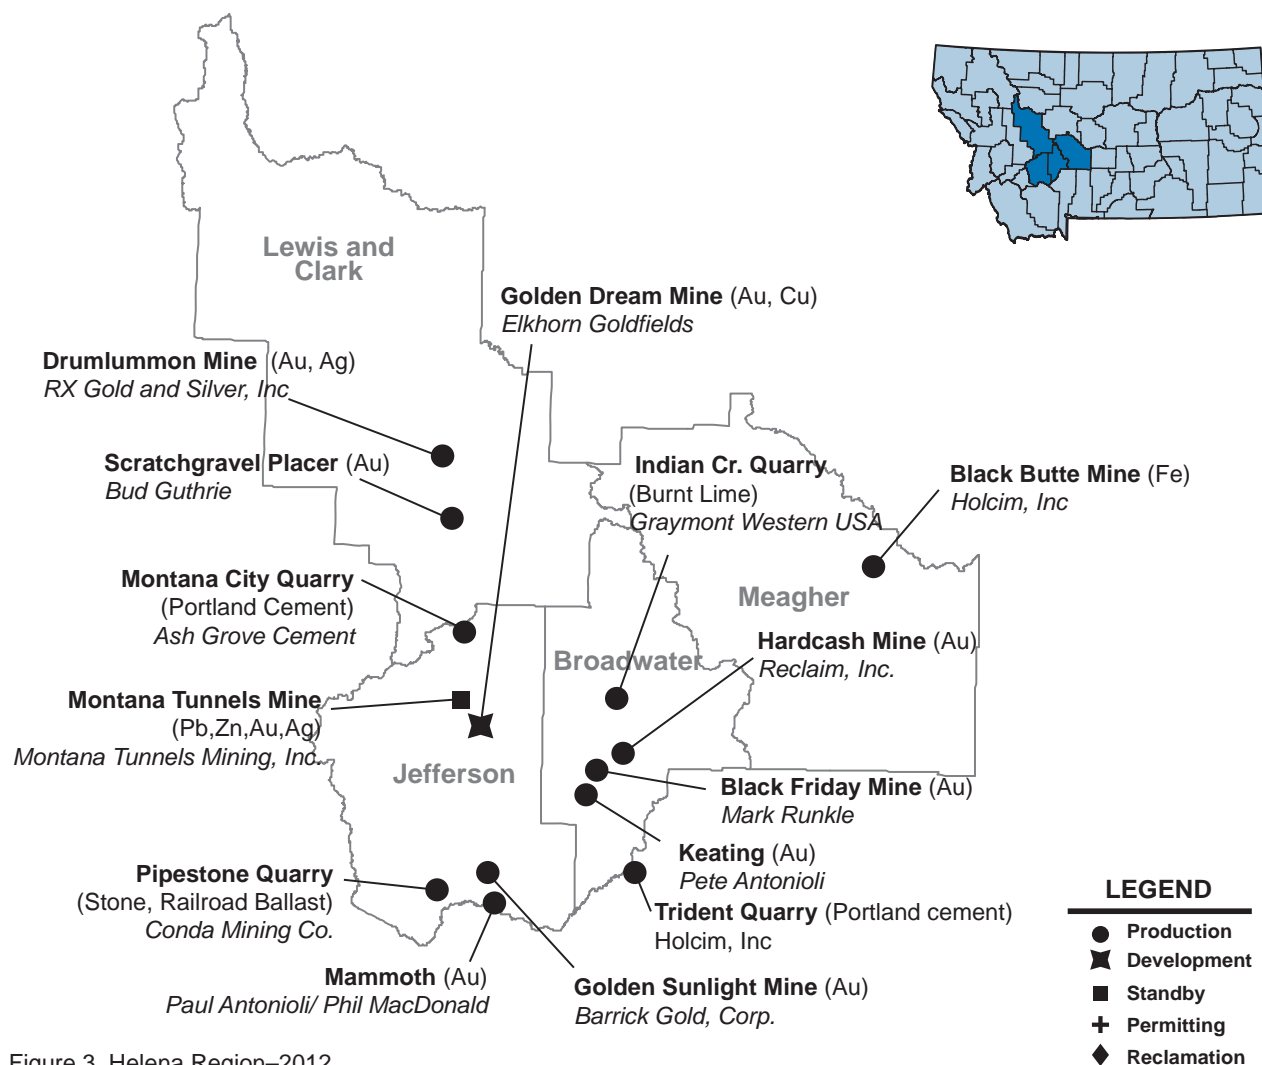 Lewis and
Clark
Golden Dream Mine (Au, Cu)
Elkhorn Goldfields
Drumlummon Mine (Au, Ag)
RX Gold and Silver, Inc
Scratchgravel Placer (Au)
Bud Guthrie
Indian Cr. Quarry
(Burnt Lime)
Graymont Western USA
Black Butte Mine (Fe)
Holcim, Inc
Montana City Quarry
(Portland Cement)
Ash Grove Cement
Meagher
Hardcash Mine (Au)
Reclaim, Inc.
Broadwater
Montana Tunnels Mine
(Pb,Zn,Au,Ag)
Montana Tunnels Mining, Inc.
Jefferson
Black Friday Mine (Au)
Mark Runkle
Keating (Au)
Pete Antonioli
Pipestone Quarry
(Stone, Railroad Ballast)
Conda Mining Co.
Trident Quarry (Portland cement)
Holcim, Inc
Mammoth (Au)
Paul Antonioli/ Phil MacDonald
Golden Sunlight Mine (Au)
Barrick Gold, Corp.
LEGEND
Production
Development
Standby
Permitting
Reclamation
Figure 3. Helena Region–2012